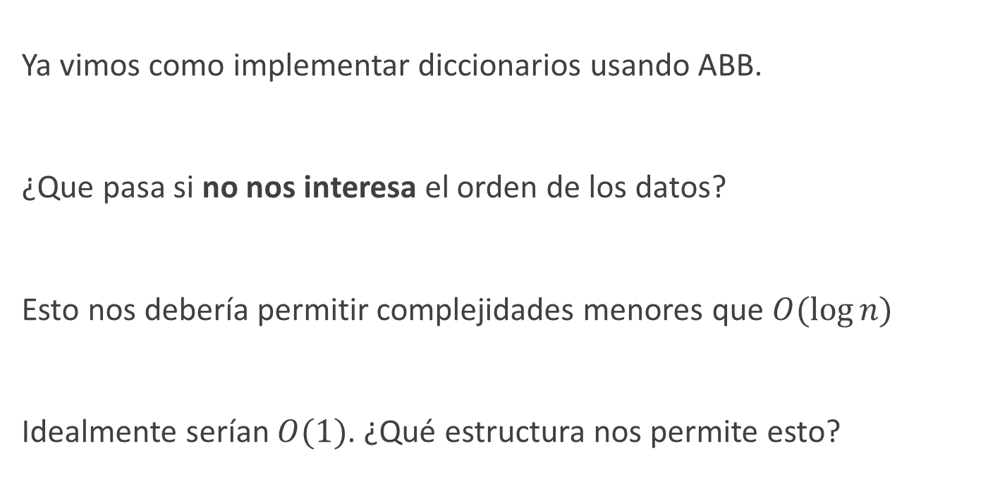 Ya vimos como implementar diccionarios usando ABB.
¿Que pasa si no nos interesa el orden de los datos?
Esto nos debería permitir complejidades menores que O(log n)
Idealmente serían O(1). ¿Qué estructura nos permite esto?